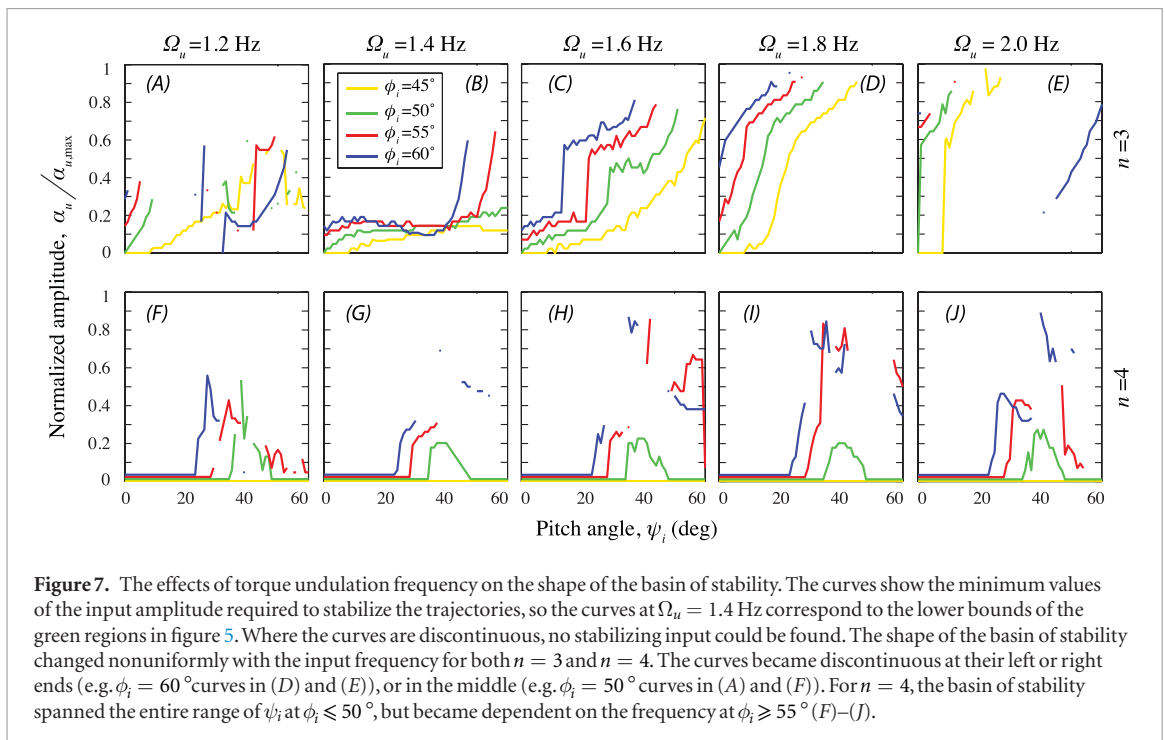 Ω_u =1.2 Hz
Ω_u =1.4 Hz
Ω_u =1.6 Hz
Ω_u =1.8 Hz
Ω_u =2.0 Hz
Normalized amplitude, α_u/α_u,max
1
0.8
0.6
0.4
0.2
0
(A)
(B)
ϕ_i=45°
ϕ_i=50°
ϕ_i=55°
ϕ_i=60°
(C)
(D)
(E)
n =3
1
0.8
0.6
0.4
0.2
0
(F)
(G)
(H)
(I)
(J)
n =4
0 20 40 60
0 20 40 60
0 20 40 60
0 20 40 60
0 20 40 60
Pitch angle, ψ_i (deg)
Figure 7. The effects of torque undulation frequency on the shape of the basin of stability. The curves show the minimum values
of the input amplitude required to stabilize the trajectories, so the curves at Ω_u = 1.4 Hz correspond to the lower bounds of the
green regions in figure 5. Where the curves are discontinuous, no stabilizing input could be found. The shape of the basin of stability
changed nonuniformly with the input frequency for both n = 3 and n = 4. The curves became discontinuous at their left or right
ends (e.g. ϕ_i = 60 °curves in (D) and (E)), or in the middle (e.g. ϕ_i = 50 ° curves in (A) and (F)). For n = 4, the basin of stability
spanned the entire range of ψ_i at ϕ_i ⩽ 50 °, but became dependent on the frequency at ϕ_i ⩾ 55 ° (F)–(J).